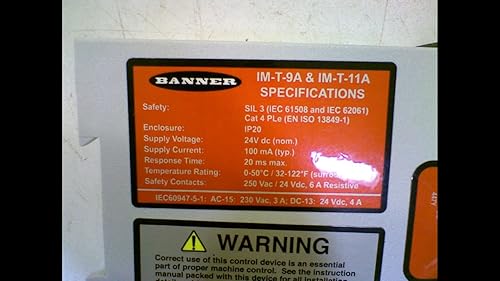 BANNER
IM-T-9A & IM-T-11A
SPECIFICATIONS
Safety: SIL 3 (IEC 61508 and IEC 62061)
Cat 4 PLe (EN ISO 13849-1)
Enclosure: IP20
Supply Voltage: 24V dc (nom.)
Supply Current: 100 mA (typ.)
Response Time: 20 ms max.
Temperature Rating: 0-50°C / 32-122°F
Safety Contacts: 250 Vac / 24 Vdc, 6 A Resistive
IEC60947-5-1: AC-15: 230 Vac, 3 A; DC-13: 24 Vdc, 4 A
WARNING
Correct use of this control device is an essential
part of proper machine control. See the instruction
manual packed with this device for all installation